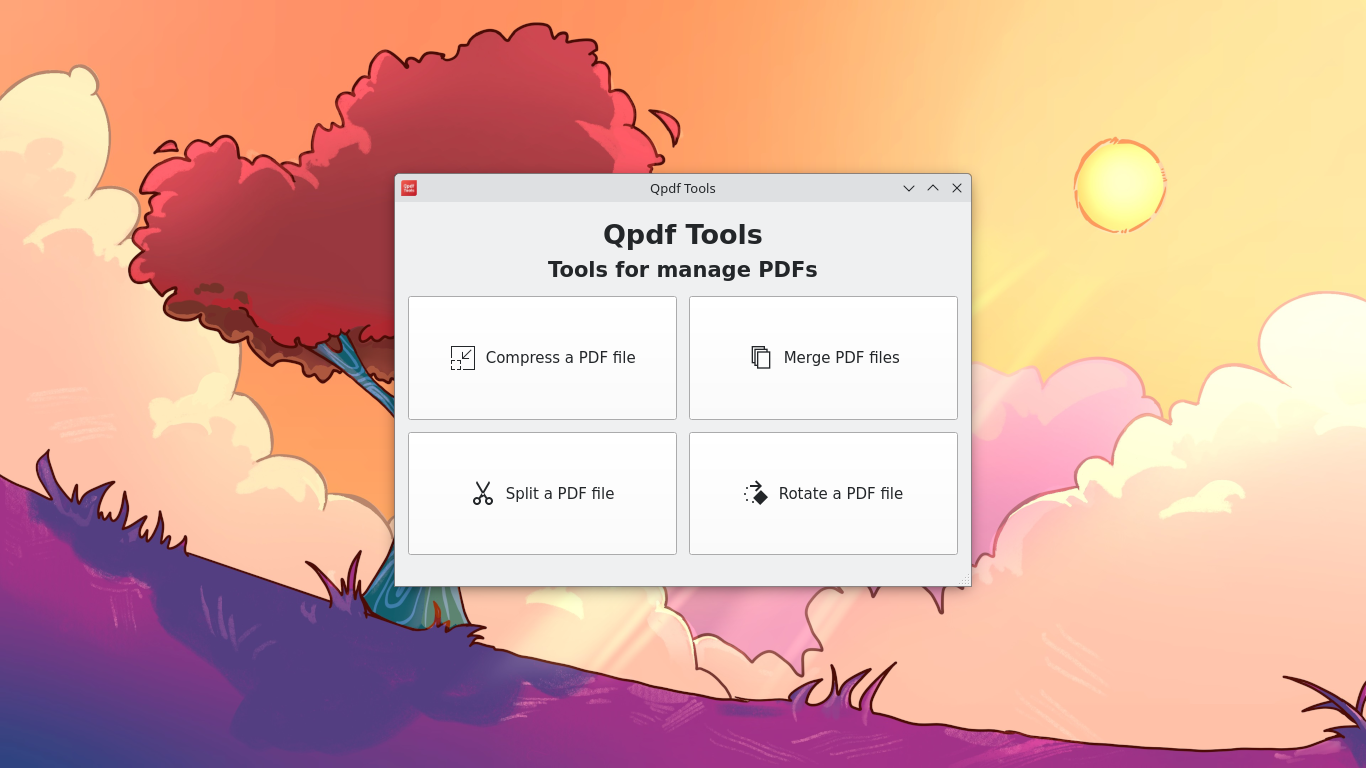 Qpdf Tools
Qpdf Tools
Tools for manage PDFs
Compress a PDF file
Merge PDF files
Split a PDF file
Rotate a PDF file